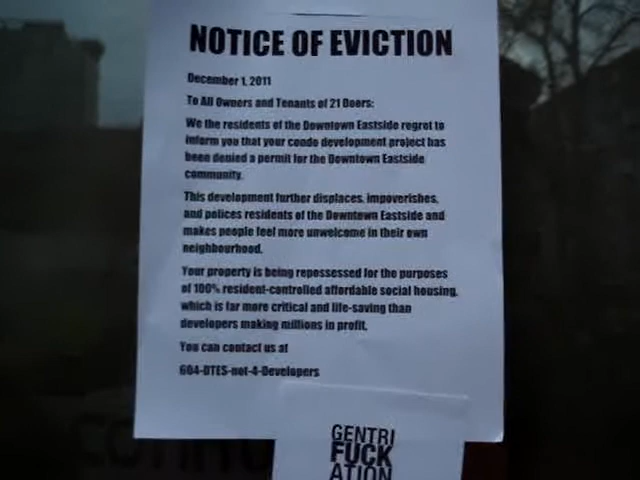 NOTICE OF EVICTION
December 1, 2011
To All Owners and Tenants of 21 Doors:
We the residents of the Downtown Eastside regret to
inform you that your condo development project has
been denied a permit for the Downtown Eastside
community.
This development further displaces, impoverishes,
and polices residents of the Downtown Eastside and
makes people feel more unwelcome in their own
neighbourhood.
Your property is being repossessed for the purposes
of 100% resident-controlled affordable social housing,
which is far more critical and life-saving than
developers making millions in profit.
You can contact us at
604-DTES-not-4-Developers
GENTRI
FUCK
ATION